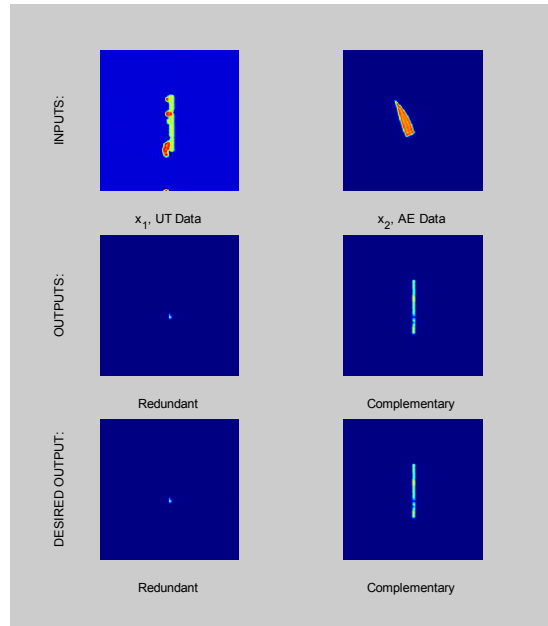 INPUTS:
x1, UT Data
x2, AE Data
OUTPUTS:
Redundant
Complementary
DESIRED OUTPUT:
Redundant
Complementary